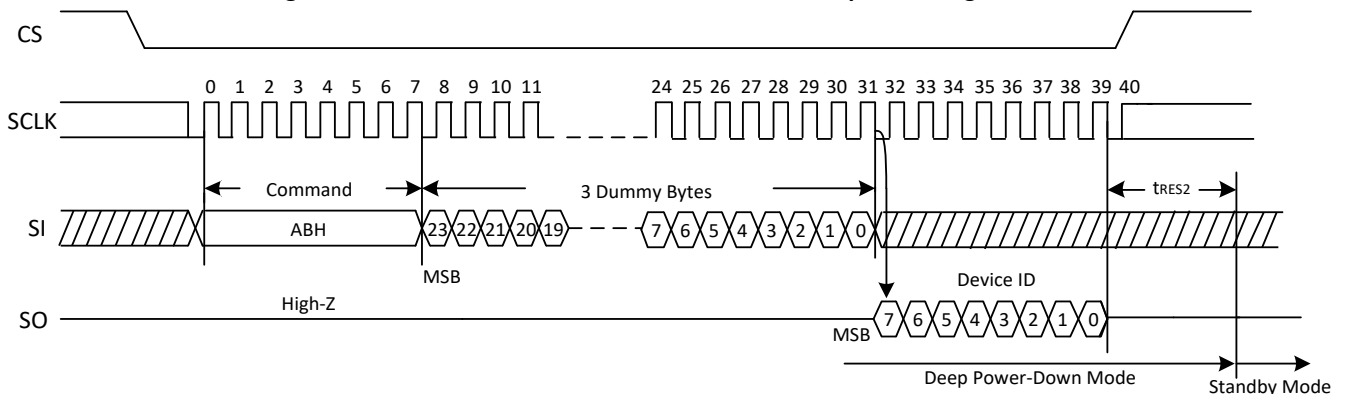 CS
0 1 2 3 4 5 6 7 8 9 10 11 24 25 26 27 28 29 30 31 32 33 34 35 36 37 38 39 40
SCLK
Command 3 Dummy Bytes tRES2
SI ABH 23 22 21 20 19 7 6 5 4 3 2 1 0
MSB Device ID
High-Z
SO 7 6 5 4 3 2 1 0
MSB
Deep Power-Down Mode Standby Mode